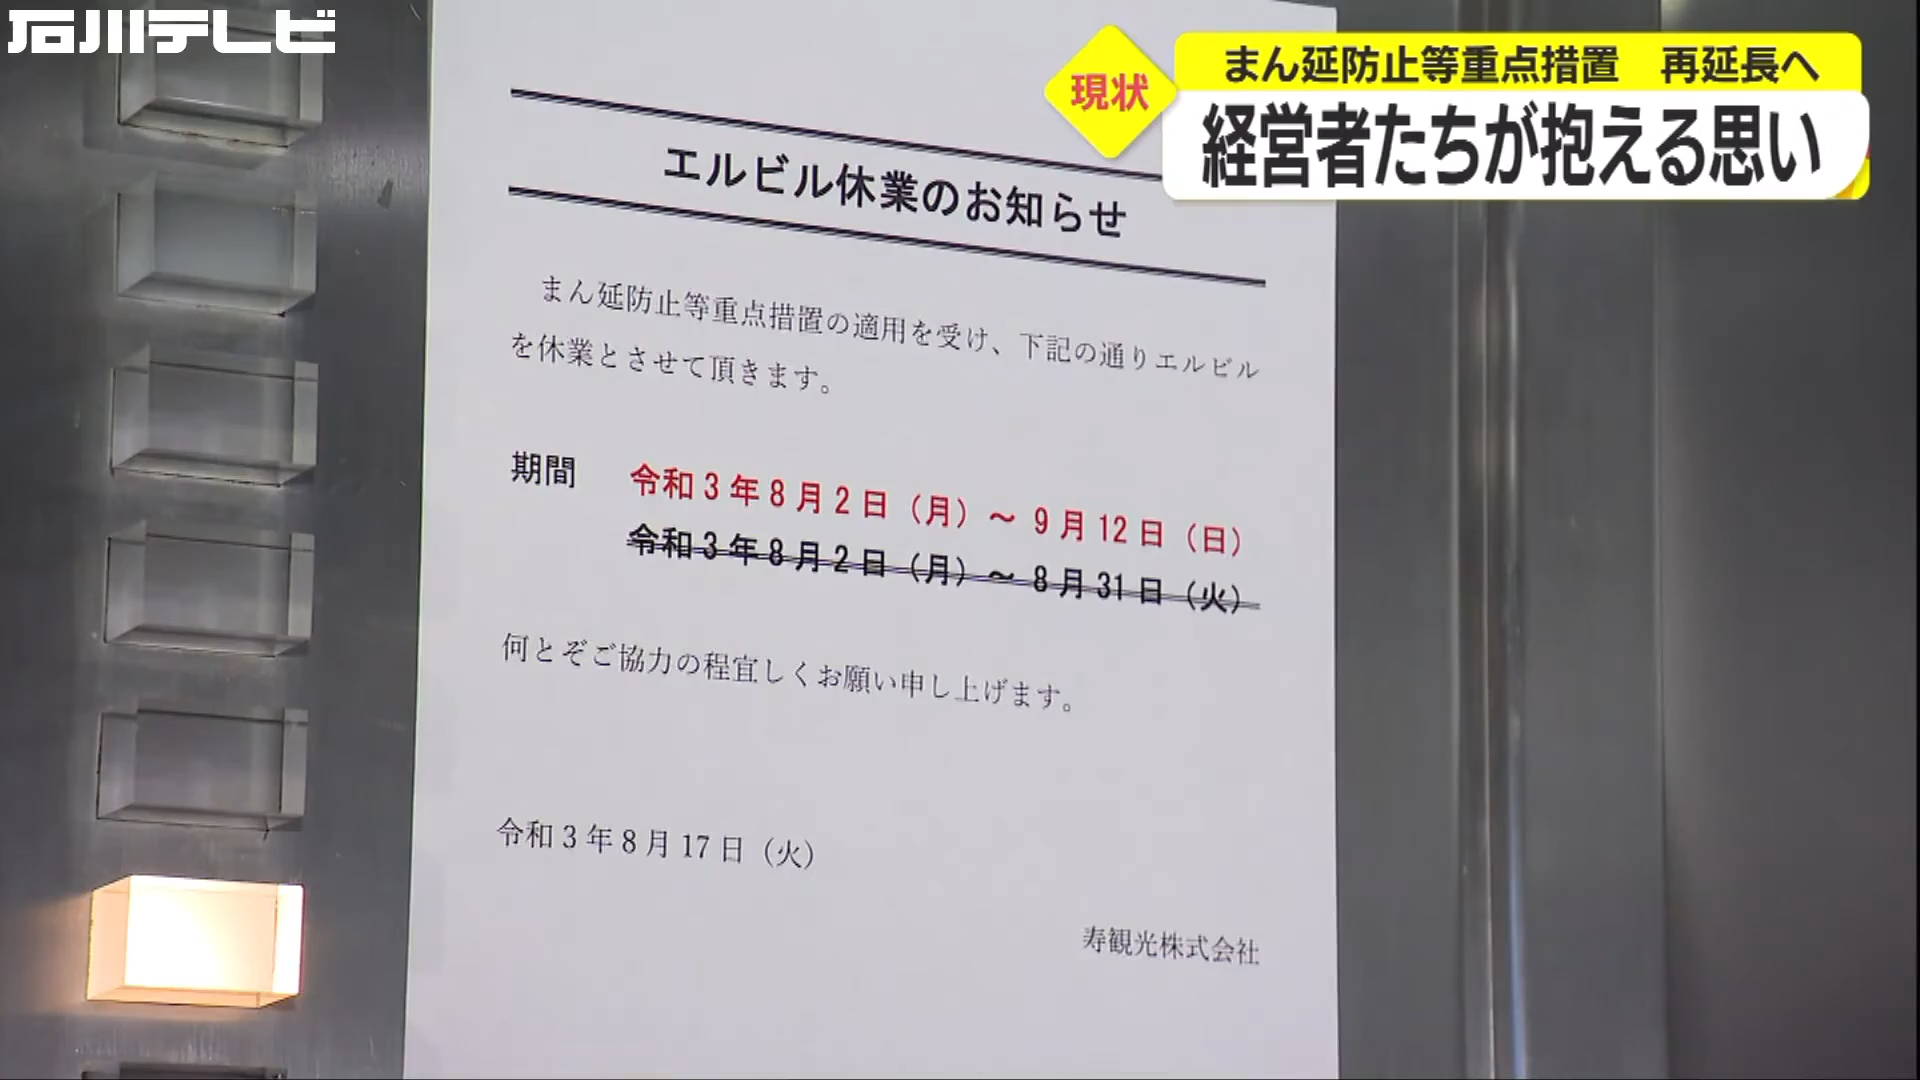 石川テレビ
現状
まん延防止等重点措置　再延長へ
経営者たちが抱える思い
エルビル休業のお知らせ
まん延防止等重点措置の適用を受け、下記の通りエルビル
を休業とさせて頂きます。
期間　令和3年8月2日（月）～9月12日（日）
令和3年8月2日（月）～8月31日（火）
何とぞご協力の程宜しくお願い申し上げます。
令和3年8月17日（火）
寿観光株式会社